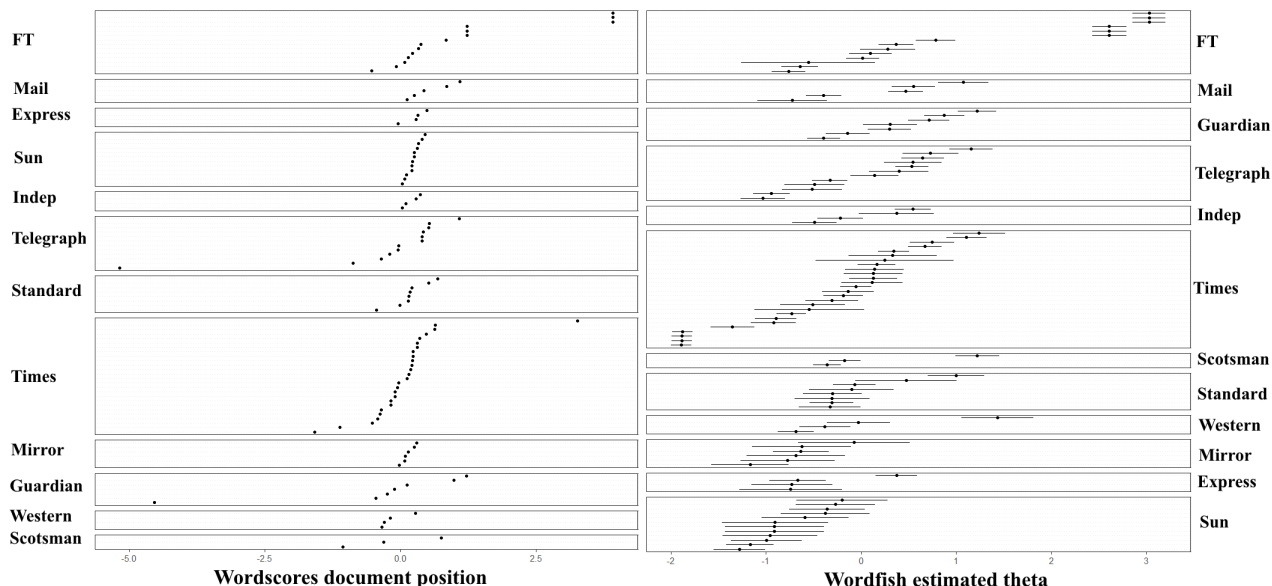 FT
Mail
Express
Sun
Indep
Telegraph
Standard
Times
Mirror
Guardian
Western
Scotsman
-5.0 -2.5 0.0 2.5
Wordscores document position
FT
Mail
Guardian
Telegraph
Indep
Times
Scotsman
Standard
Western
Mirror
Express
Sun
-2 -1 0 1 2 3
Wordfish estimated theta